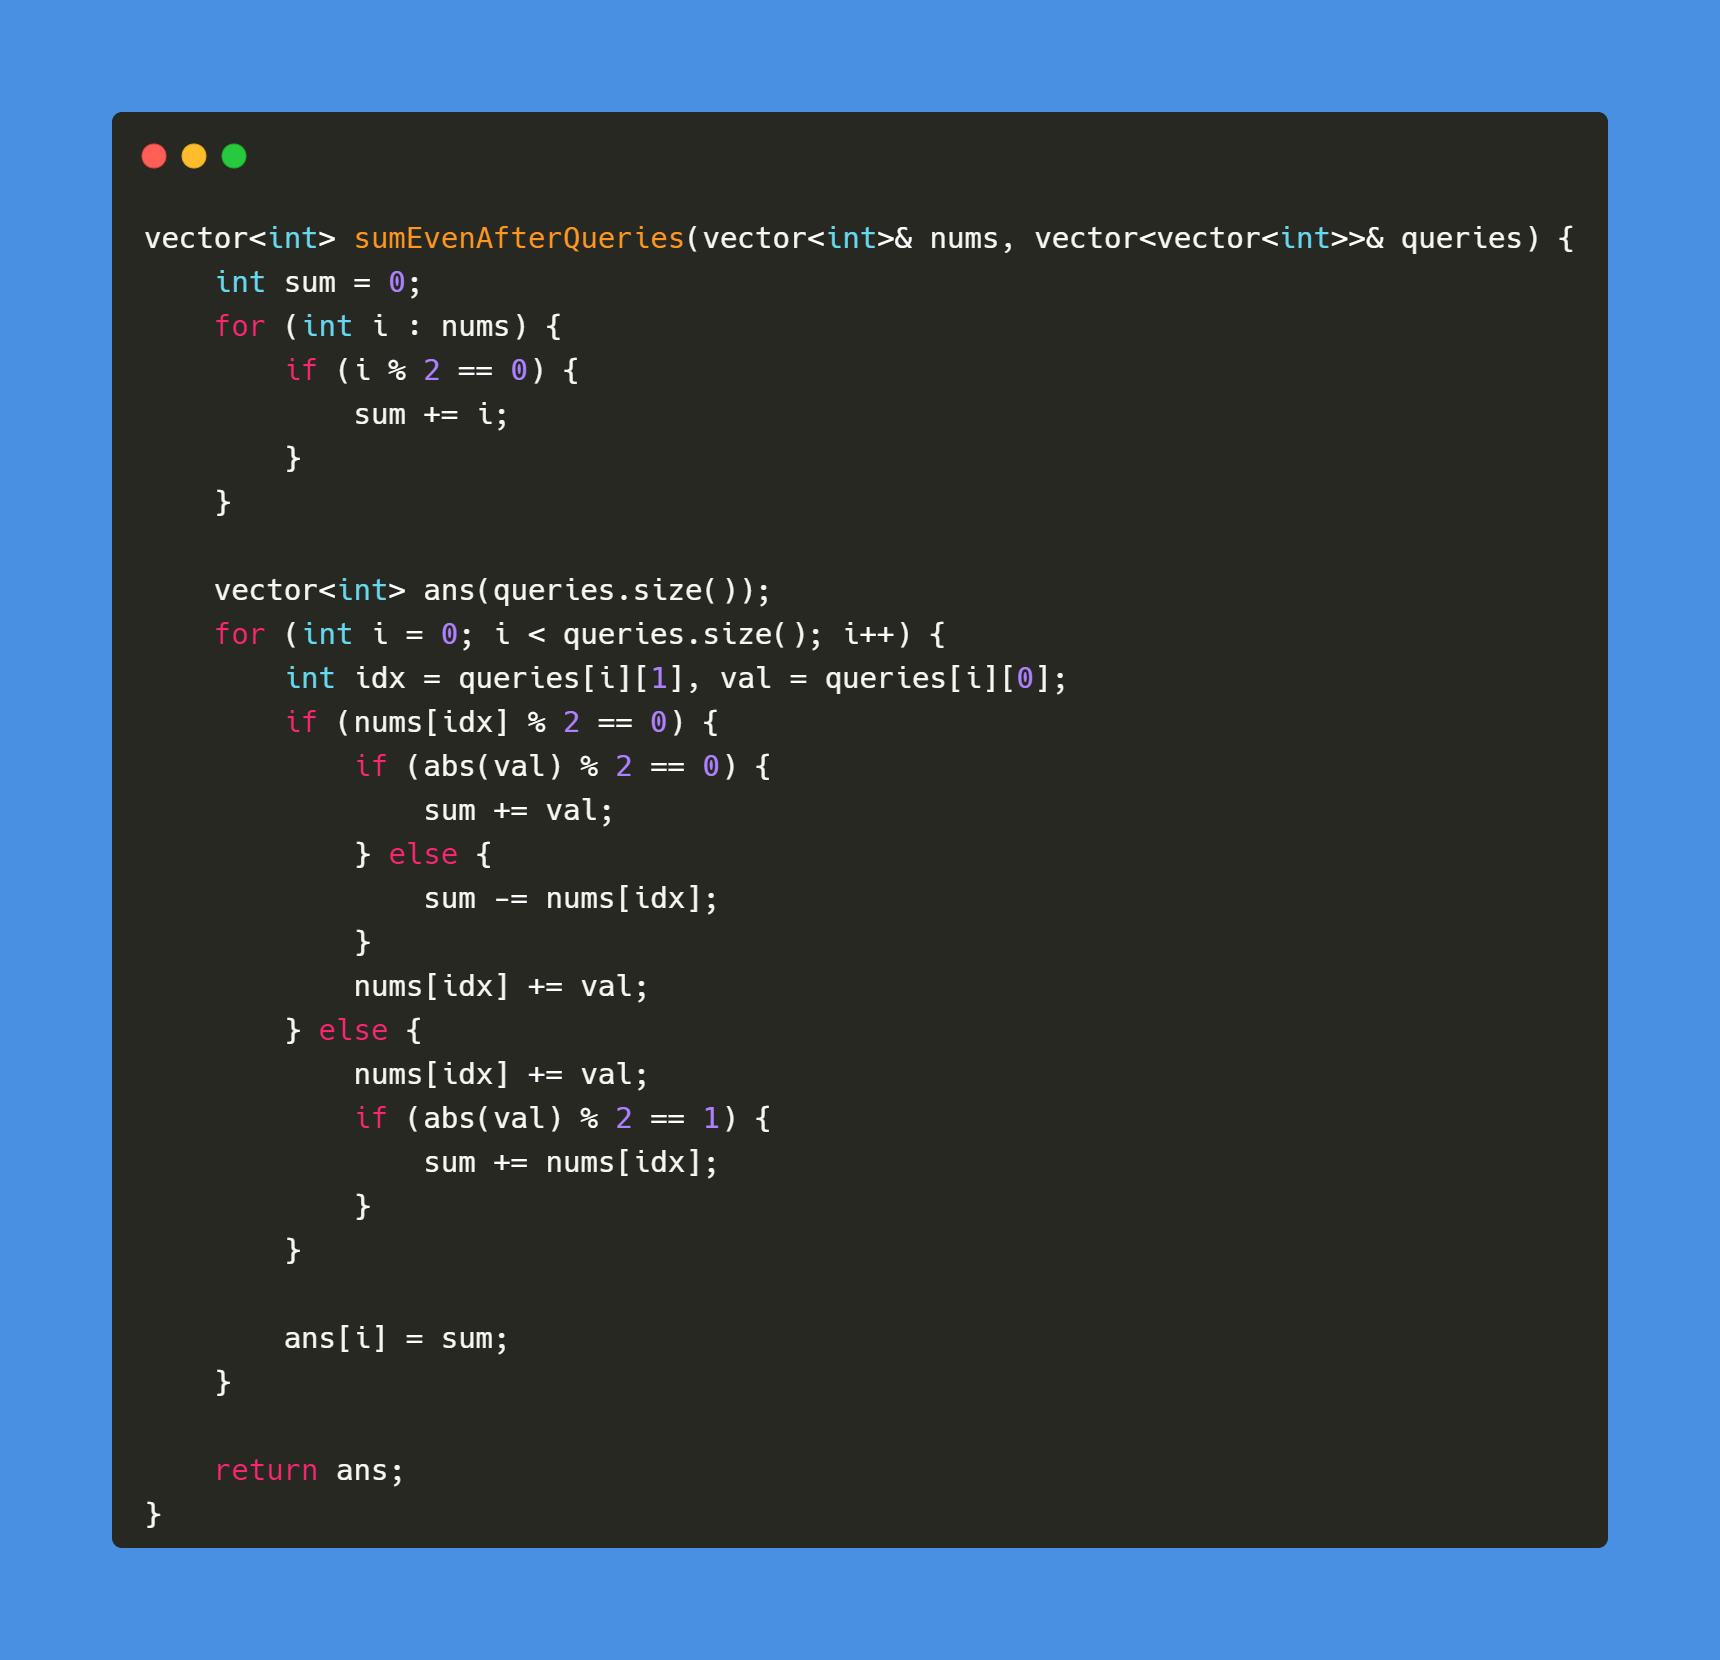 vector<int> sumEvenAfterQueries(vector<int>& nums, vector<vector<int>>& queries) {
    int sum = 0;
    for (int i : nums) {
        if (i % 2 == 0) {
            sum += i;
        }
    }

    vector<int> ans(queries.size());
    for (int i = 0; i < queries.size(); i++) {
        int idx = queries[i][1], val = queries[i][0];
        if (nums[idx] % 2 == 0) {
            if (abs(val) % 2 == 0) {
                sum += val;
            } else {
                sum -= nums[idx];
            }
            nums[idx] += val;
        } else {
            nums[idx] += val;
            if (abs(val) % 2 == 1) {
                sum += nums[idx];
            }
        }

        ans[i] = sum;
    }

    return ans;
}